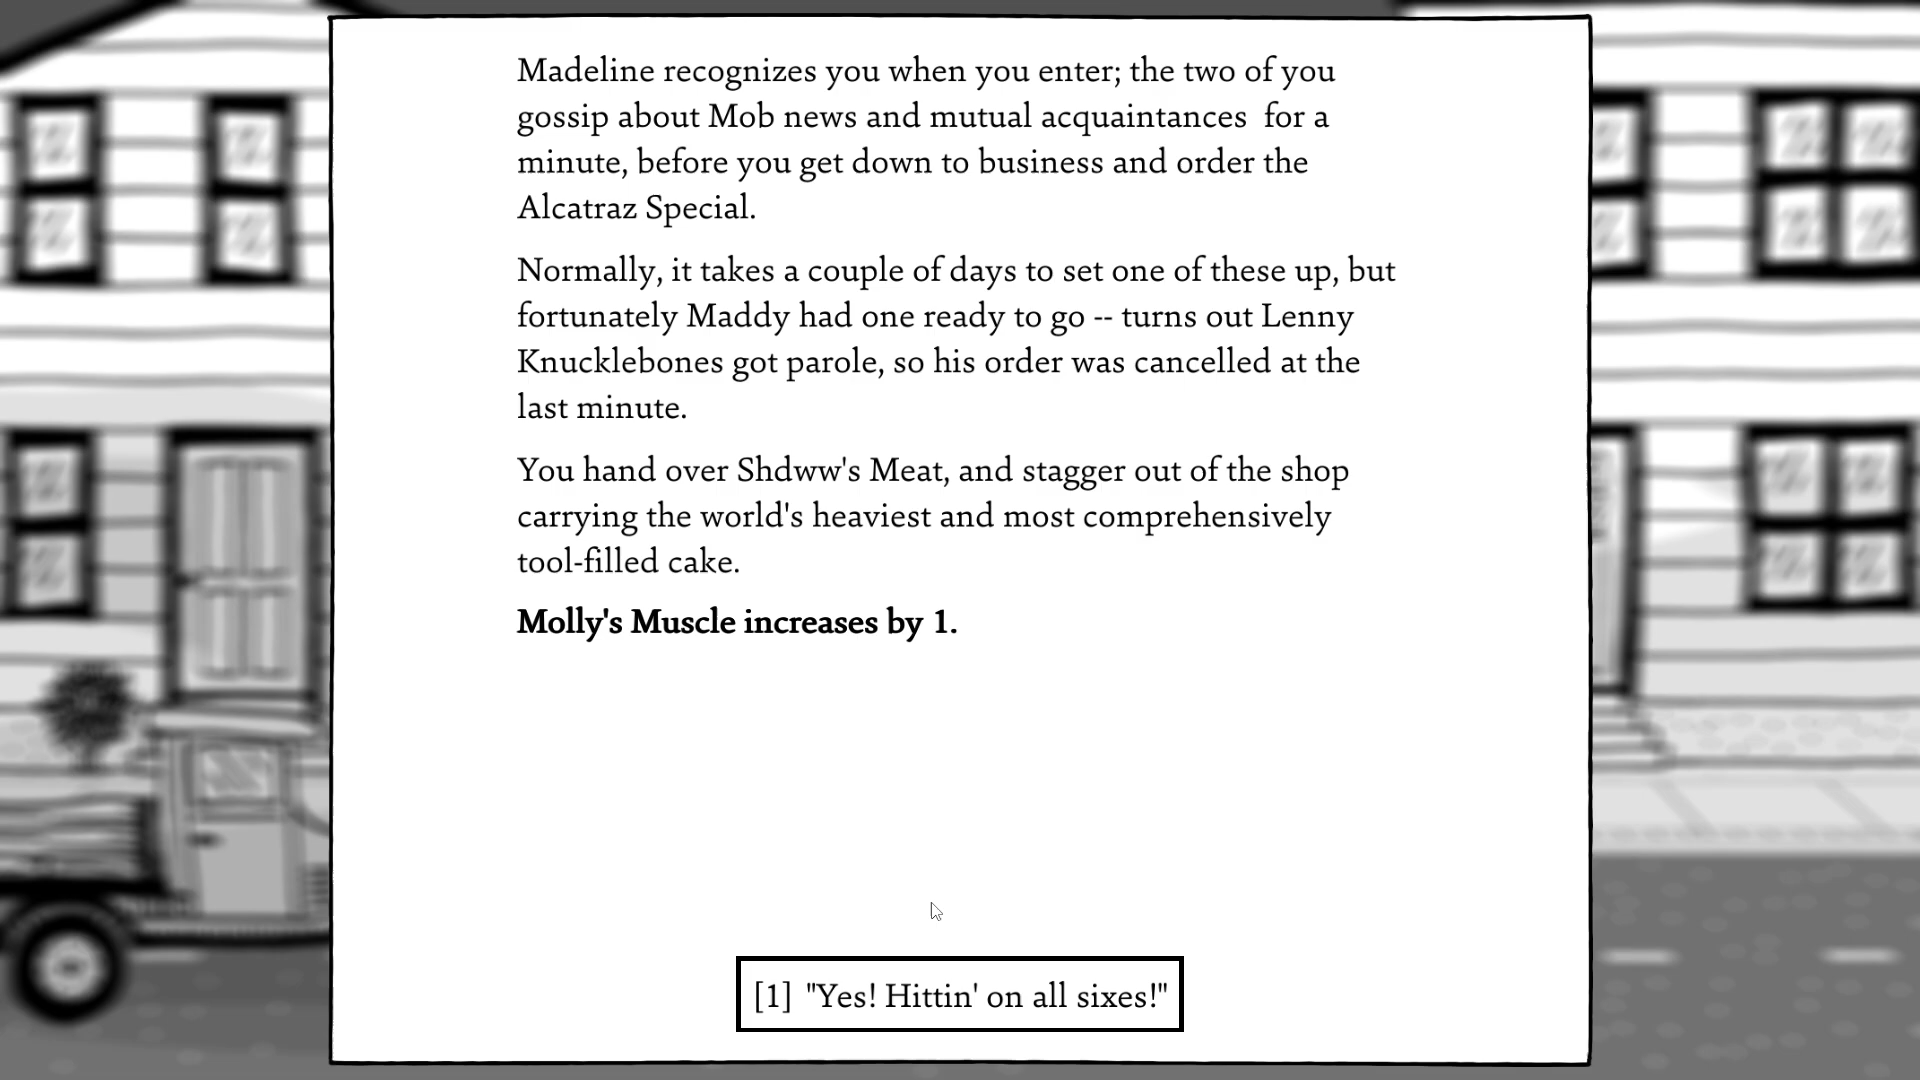 Madeline recognizes you when you enter; the two of you
gossip about Mob news and mutual acquaintances  for a
minute, before you get down to business and order the
Alcatraz Special.
Normally, it takes a couple of days to set one of these up, but
fortunately Maddy had one ready to go -- turns out Lenny
Knucklebones got parole, so his order was cancelled at the
last minute.
You hand over Shdww's Meat, and stagger out of the shop
carrying the world's heaviest and most comprehensively
tool-filled cake.
Molly's Muscle increases by 1.
[1] "Yes! Hittin' on all sixes!"